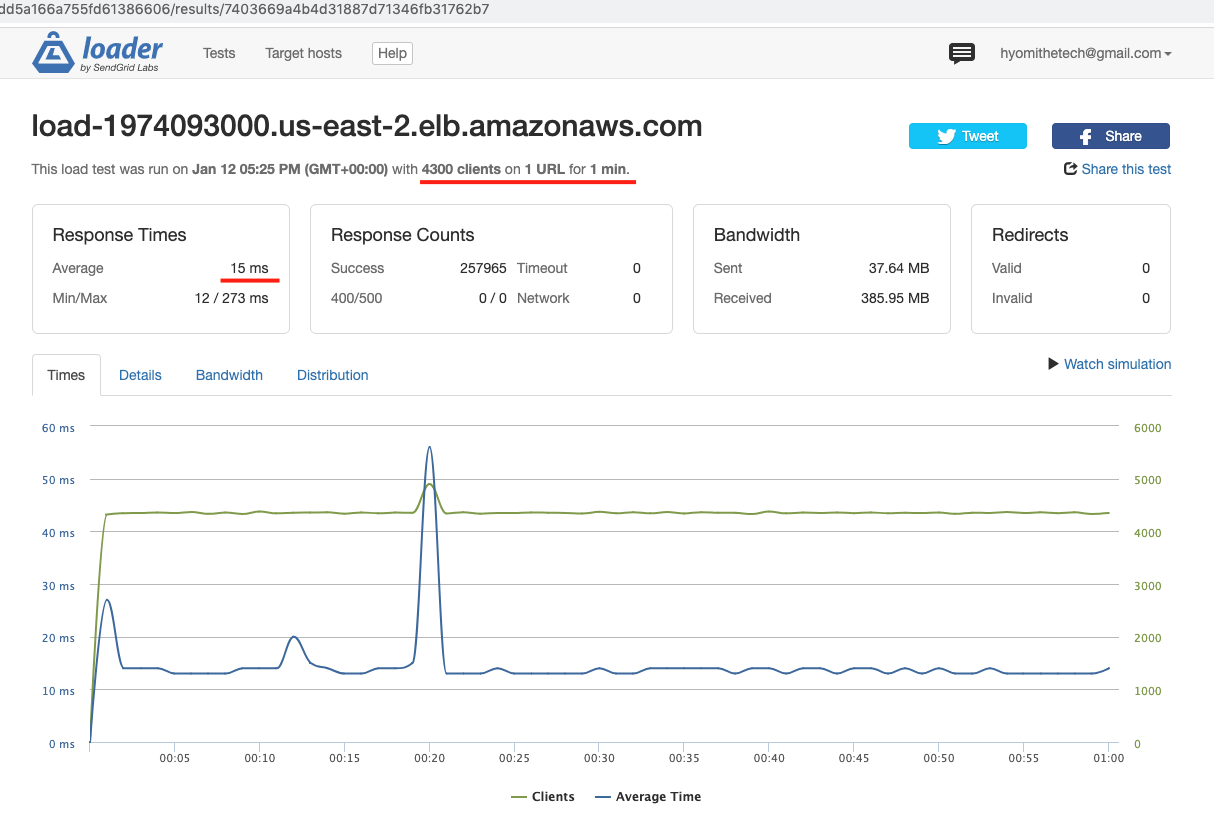 dd5a166a755fd61386606/results/7403669a4b4d31887d71346fb31762b7
loader
by SendGrid Labs
Tests Target hosts Help hyomithetech@gmail.com
load-1974093000.us-east-2.elb.amazonaws.com
Tweet Share
This load test was run on Jan 12 05:25 PM (GMT+00:00) with 4300 clients on 1 URL for 1 min.
Share this test
Response Times
Average 15 ms
Min/Max 12 / 273 ms
Response Counts
Success 257965 Timeout 0
400/500 0 / 0 Network 0
Bandwidth
Sent 37.64 MB
Received 385.95 MB
Redirects
Valid 0
Invalid 0
Times Details Bandwidth Distribution
Watch simulation
60 ms 6000
50 ms 5000
40 ms 4000
30 ms 3000
20 ms 2000
10 ms 1000
0 ms 0
00:05 00:10 00:15 00:20 00:25 00:30 00:35 00:40 00:45 00:50 00:55 01:00
Clients Average Time